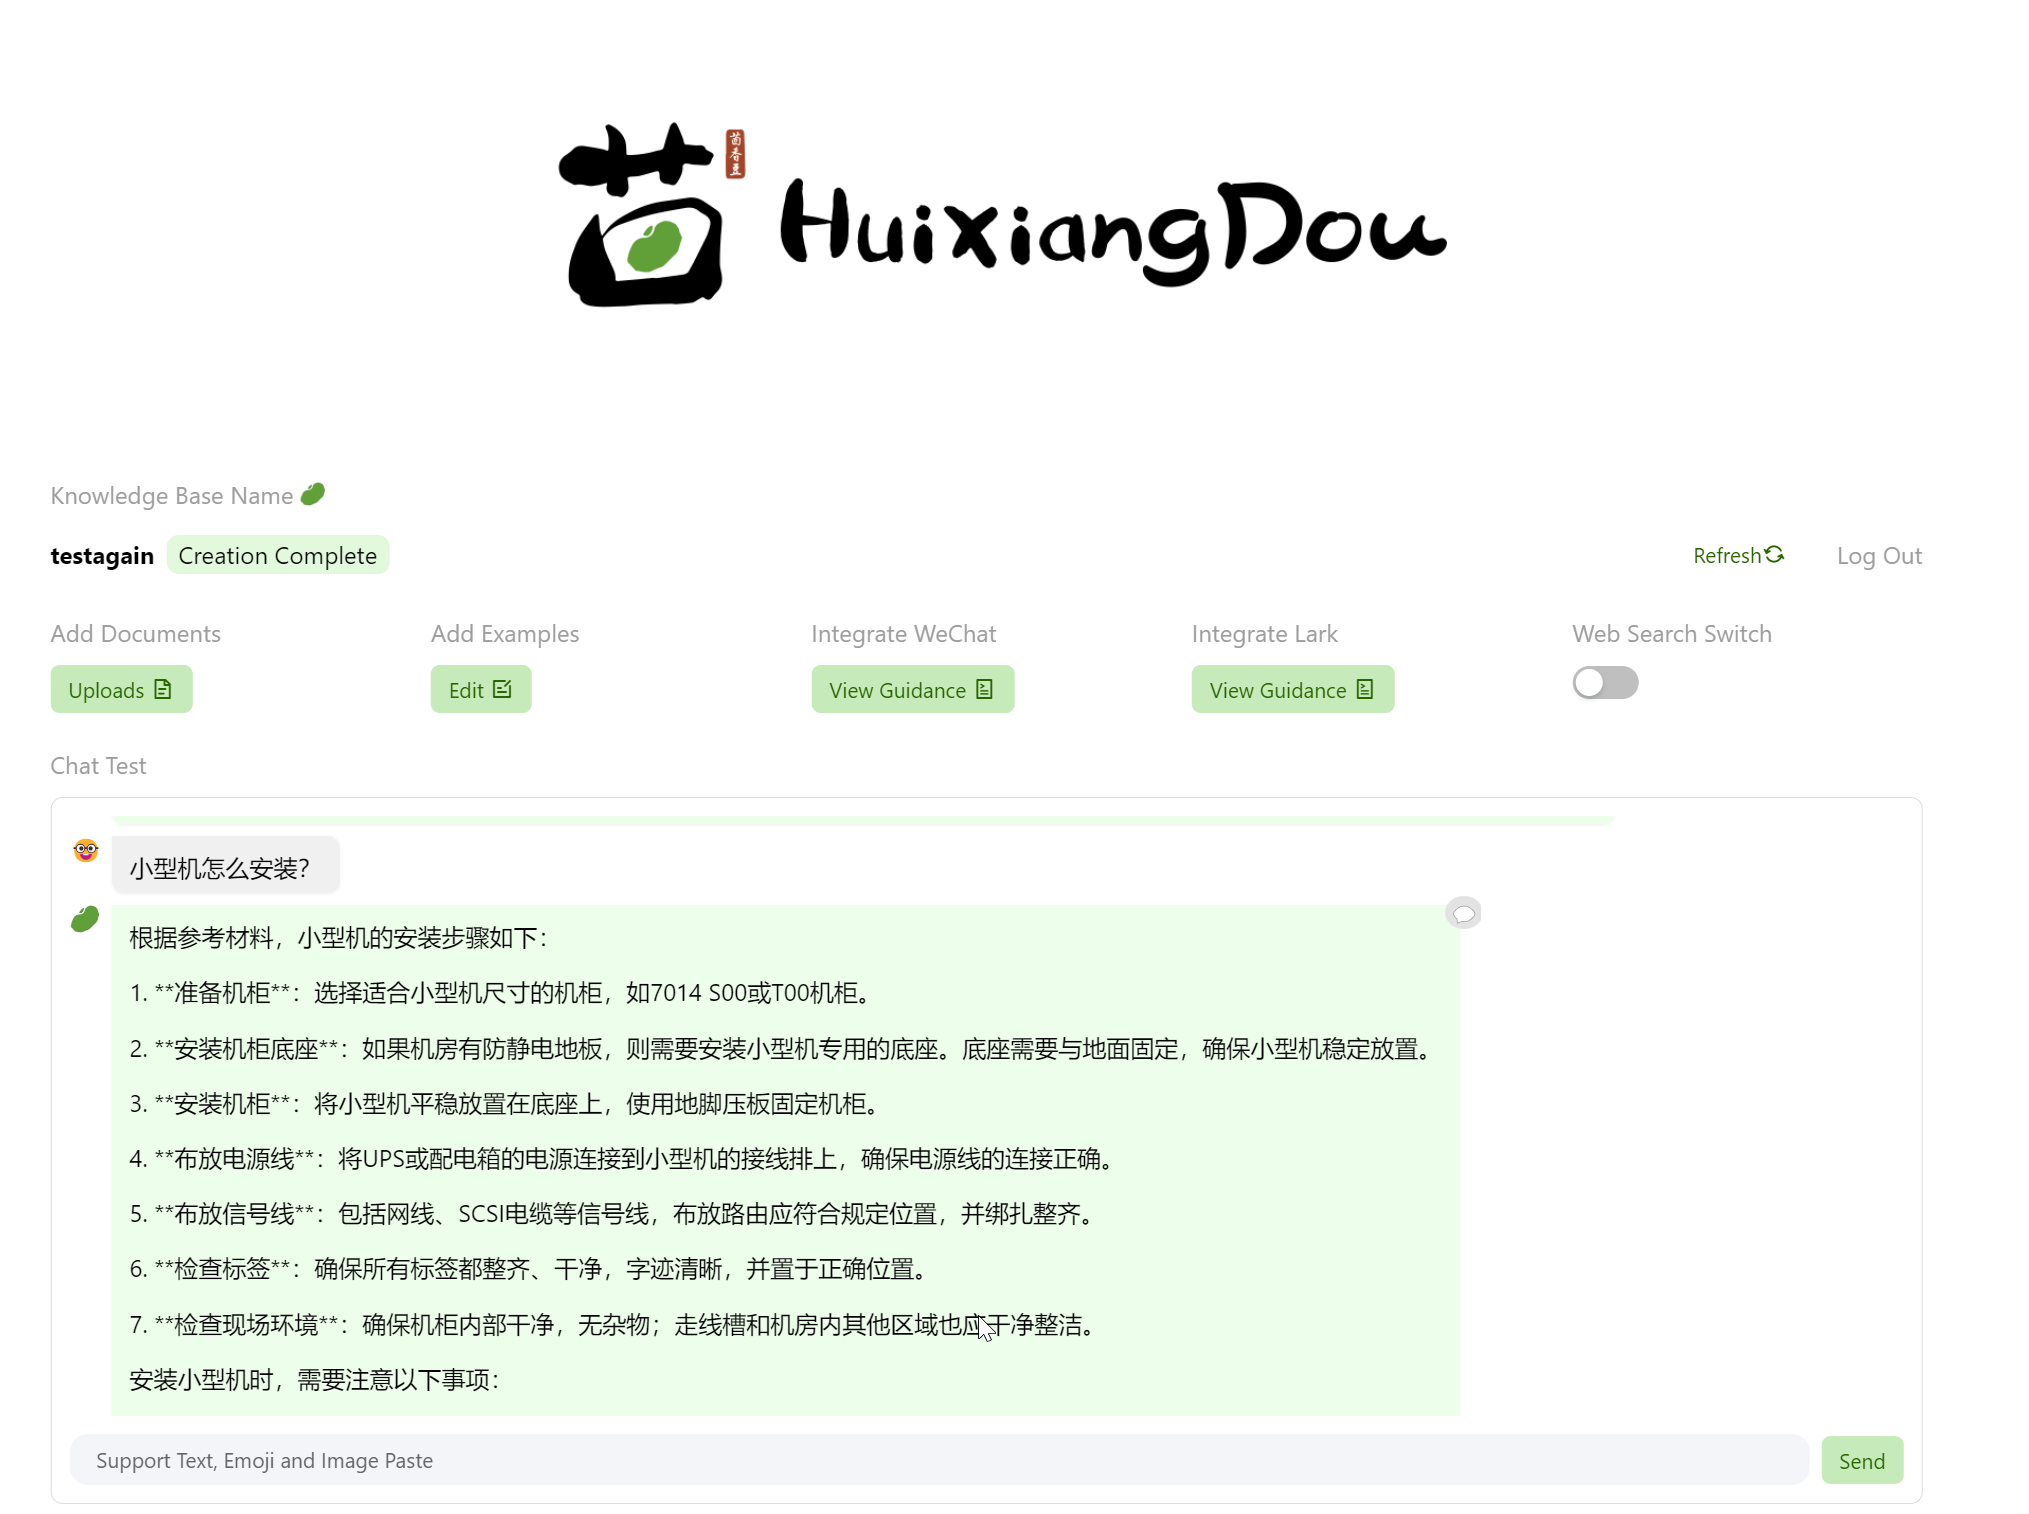 茴
茴香豆
HuixiangDou
Knowledge Base Name
testagain Creation Complete
Refresh Log Out
Add Documents Add Examples Integrate WeChat Integrate Lark Web Search Switch
Uploads Edit View Guidance View Guidance
Chat Test
小型机怎么安装？
根据参考材料，小型机的安装步骤如下：
1. **准备机柜**：选择适合小型机尺寸的机柜，如7014 S00或T00机柜。
2. **安装机柜底座**：如果机房有防静电地板，则需要安装小型机专用的底座。底座需要与地面固定，确保小型机稳定放置。
3. **安装机柜**：将小型机平稳放置在底座上，使用地脚压板固定机柜。
4. **布放电源线**：将UPS或配电箱的电源连接到小型机的接线排上，确保电源线的连接正确。
5. **布放信号线**：包括网线、SCSI电缆等信号线，布放路由应符合规定位置，并绑扎整齐。
6. **检查标签**：确保所有标签都整齐、干净，字迹清晰，并置于正确位置。
7. **检查现场环境**：确保机柜内部干净，无杂物；走线槽和机房内其他区域也应干净整洁。
安装小型机时，需要注意以下事项：
Support Text, Emoji and Image Paste
Send